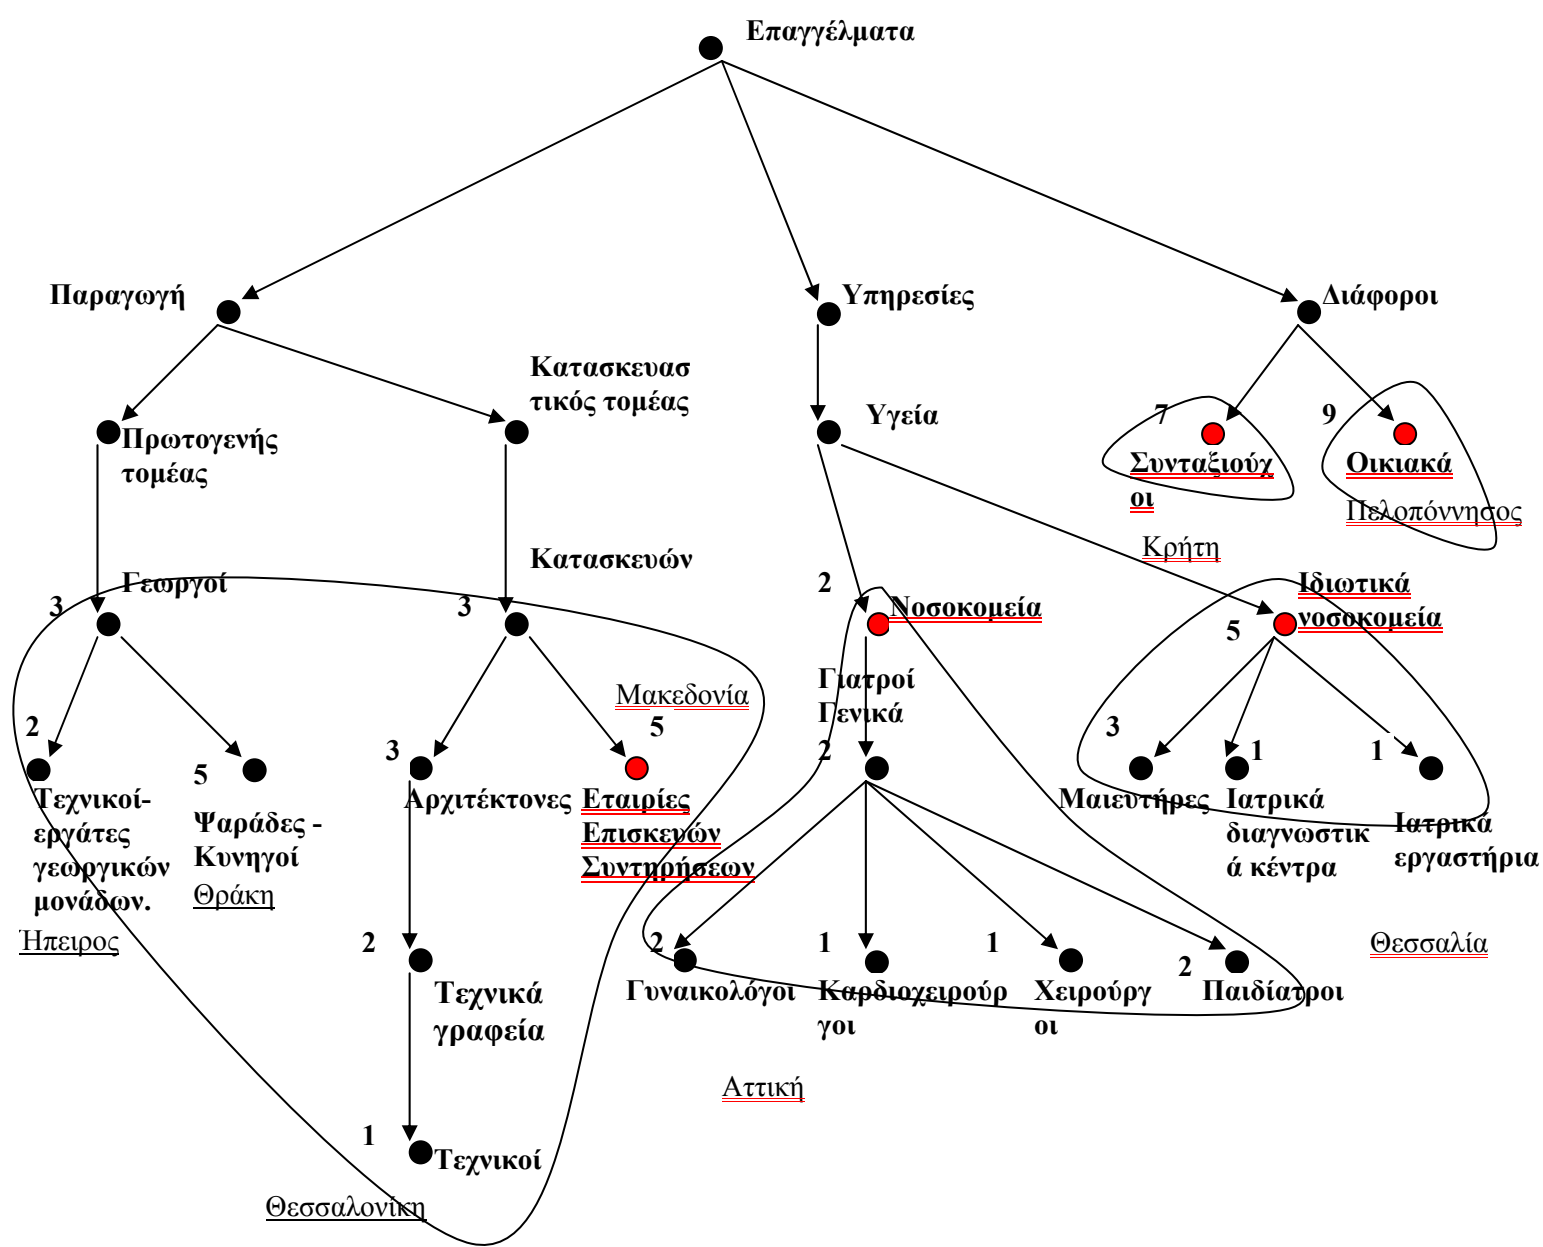 Επαγγέλματα
Παραγωγή
Υπηρεσίες
Διάφοροι
Κατασκευασ
τικός τομέας
Πρωτογενής
τομέας
Υγεία
7
Συνταξιούχ
οι
Κρήτη
9
Οικιακά
Πελοπόννησος
Γεωργοί
3
Κατασκευών
3
2
Νοσοκομεία
Ιδιωτικά
νοσοκομεία
5
Μακεδονία
5
Γιατροί
Γενικά
2
2
Τεχνικοί-
εργάτες
γεωργικών
μονάδων.
Ήπειρος
5
Ψαράδες -
Κυνηγοί
Θράκη
3
Αρχιτέκτονες
Εταιρίες
Επισκευών
Συντηρήσεων
3
Μαιευτήρες
1
Ιατρικά
διαγνωστικ
ά κέντρα
1
Ιατρικά
εργαστήρια
Θεσσαλία
2
Τεχνικά
γραφεία
2
Γυναικολόγοι
1
Καρδιοχειρούρ
γοι
1
Χειρούργ
οι
2
Παιδίατροι
Αττική
1
Τεχνικοί
Θεσσαλονίκη